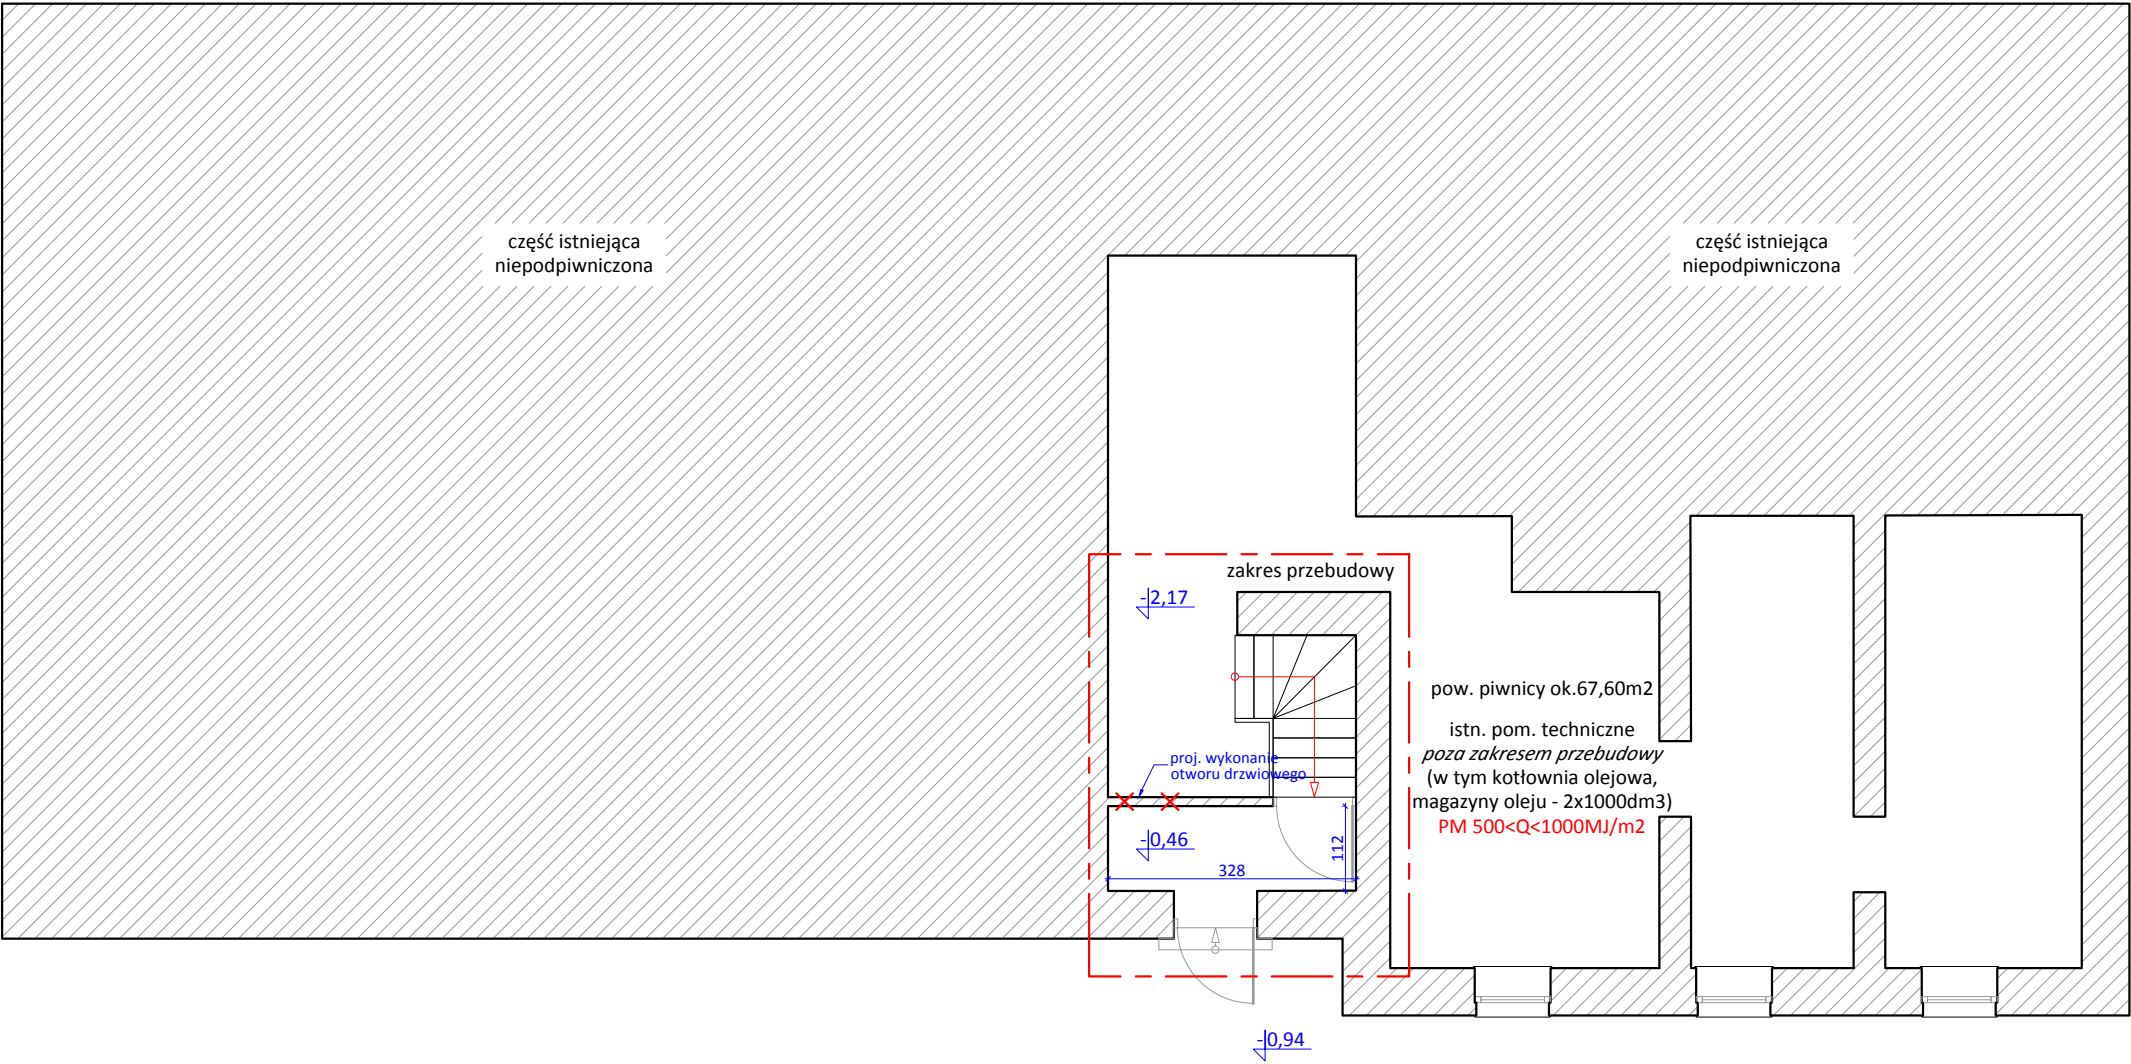 część istniejąca
niepodpiwniczona
część istniejąca
niepodpiwniczona
zakres przebudowy
-2,17
pow. piwnicy ok.67,60m2
istn. pom. techniczne
poza zakresem przebudowy
(w tym kotłownia olejowa,
magazyny oleju - 2x1000dm3)
PM 500<Q<1000MJ/m2
proj. wykonanie
otworu drzwiowego
-0,46
112
328
-0,94